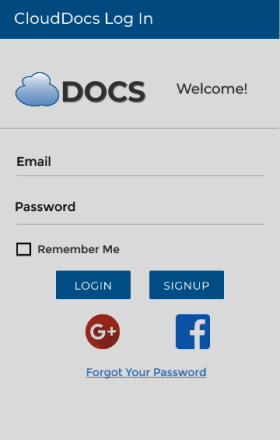 CloudDocs Log In
DOCS Welcome!
Email
Password
Remember Me
LOGIN SIGNUP
G+ f
Forgot Your Password